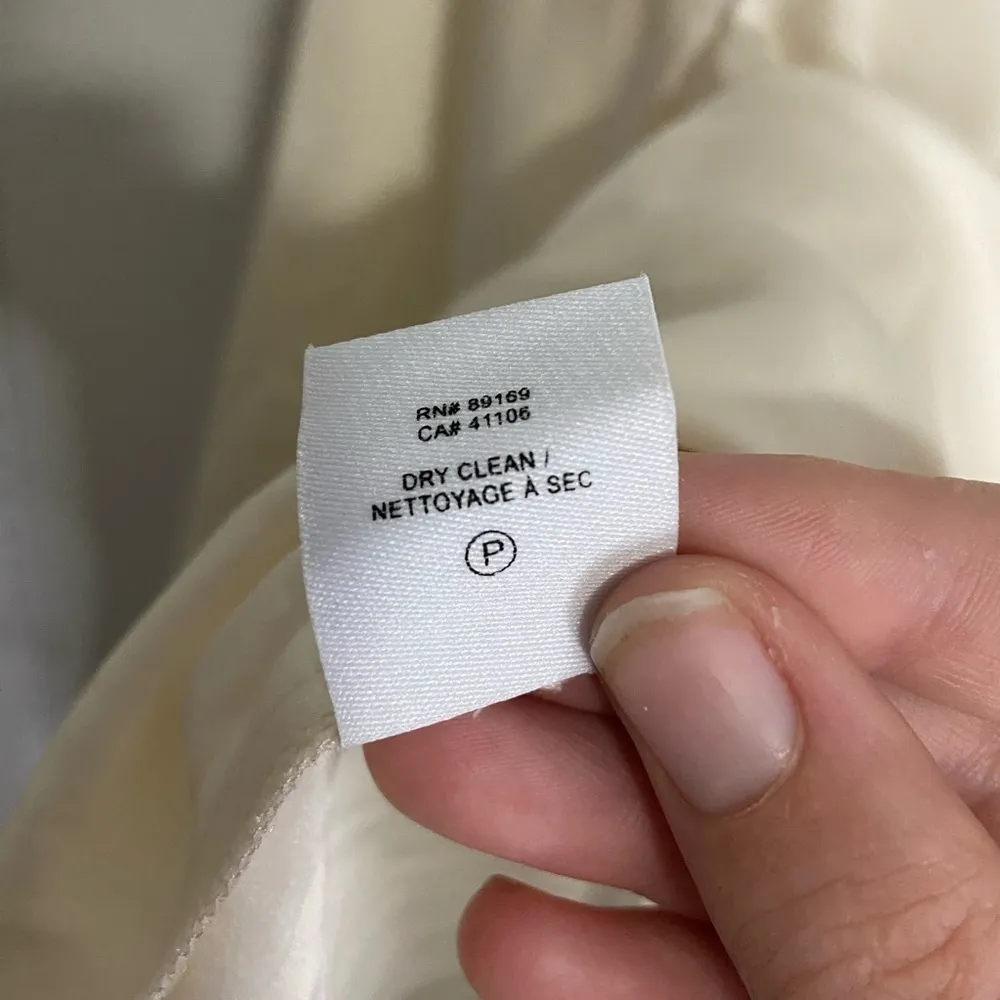 RN# 89169
CA# 41106
DRY CLEAN /
NETTOYAGE À SEC
P